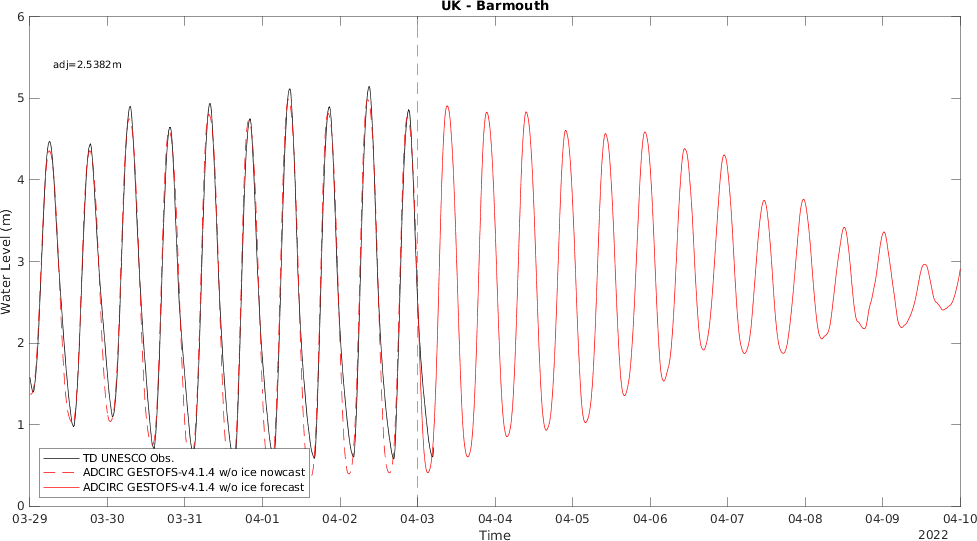 UK - Barmouth
6
adj=2.5382m
5
4
3
2
1
0
Water Level (m)
TD UNESCO Obs.
ADCIRC GESTOFS-v4.1.4 w/o ice nowcast
ADCIRC GESTOFS-v4.1.4 w/o ice forecast
03-29 03-30 03-31 04-01 04-02 04-03 04-04 04-05 04-06 04-07 04-08 04-09 04-10
Time
2022